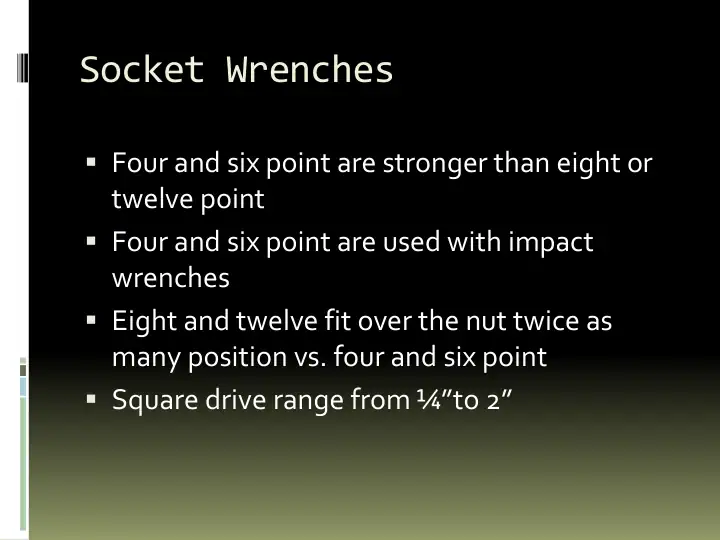 Socket Wrenches
▪ Four and six point are stronger than eight or
twelve point
▪ Four and six point are used with impact
wrenches
▪ Eight and twelve fit over the nut twice as
many position vs. four and six point
▪ Square drive range from ¼”to 2”